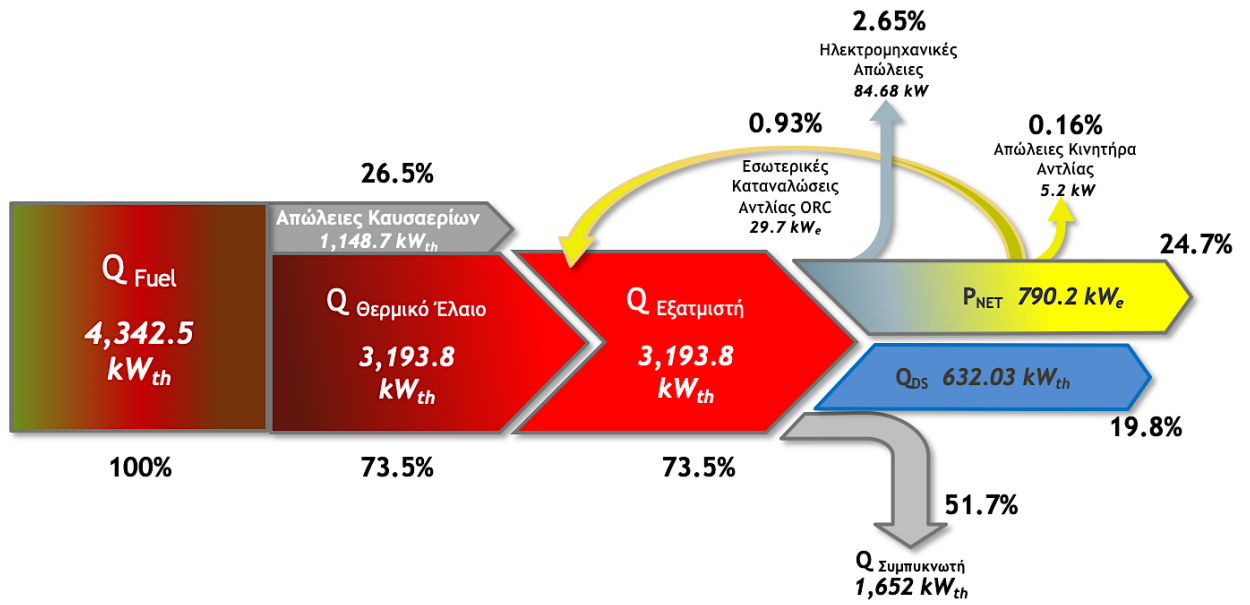 2.65%
Ηλεκτρομηχανικές
Απώλειες
84.68 kW
0.93%
Εσωτερικές
Καταναλώσεις
Αντλίας ORC
29.7 kWe
0.16%
Απώλειες Κινητήρα
Αντλίας
5.2 kW
26.5%
Απώλειες Καυσαερίων
1,148.7 kWth
Q Fuel
4,342.5
kWth
100%
Q Θερμικό Έλαιο
3,193.8
kWth
73.5%
Q Εξατμιστή
3,193.8
kWth
73.5%
24.7%
PNET 790.2 kWe
QDS 632.03 kWth
19.8%
51.7%
Q Συμπυκνωτή
1,652 kWth